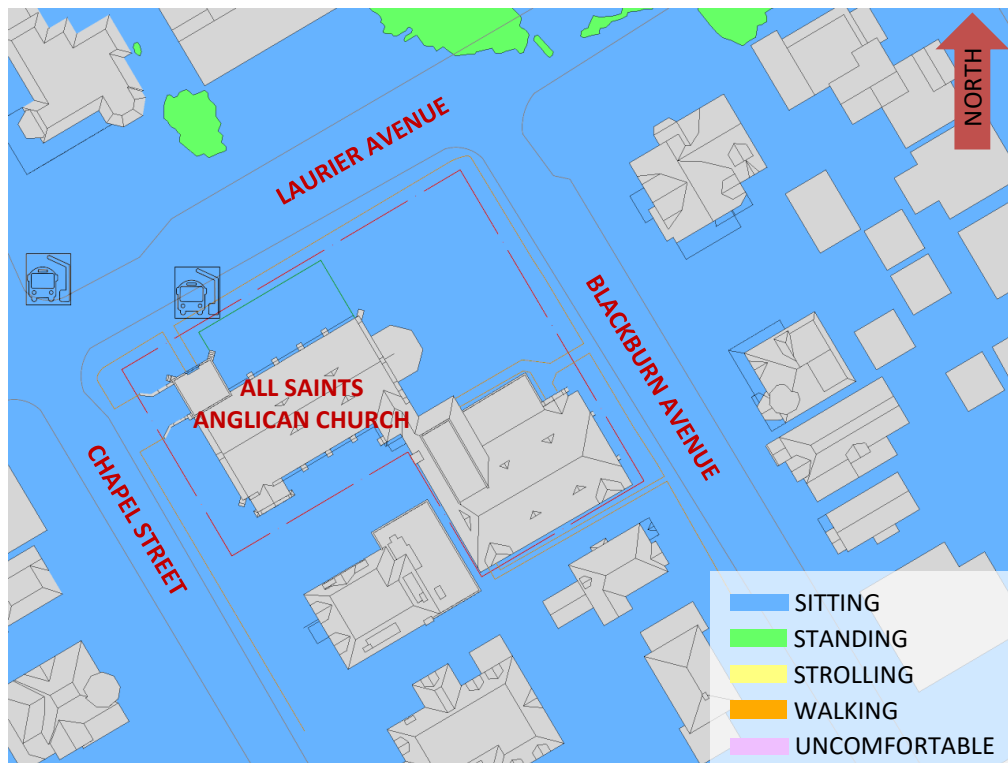 NORTH
LAURIER AVENUE
BLACKBURN AVENUE
ALL SAINTS
ANGLICAN CHURCH
CHAPEL STREET
SITTING
STANDING
STROLLING
WALKING
UNCOMFORTABLE